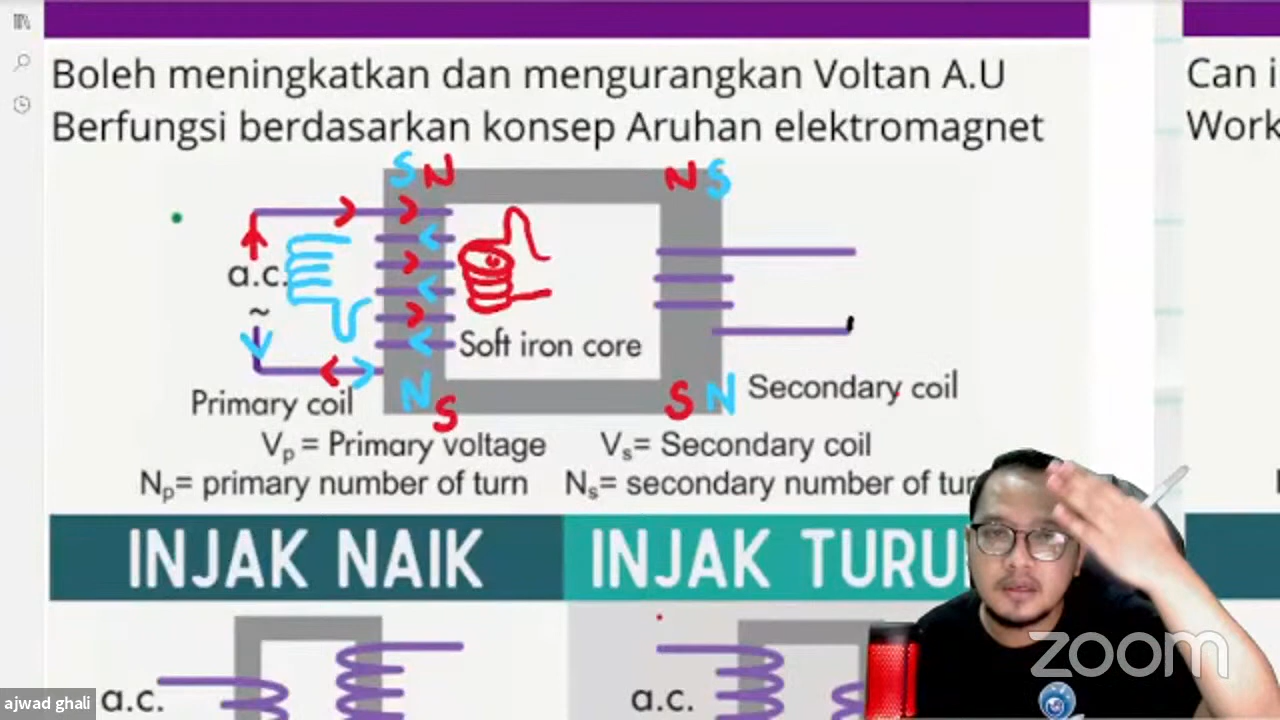 Boleh meningkatkan dan mengurangkan Voltan A.U
Can i
Berfungsi berdasarkan konsep Aruhan elektromagnet
Work
S N
N S
a.c.
~
Soft iron core
N S
S N
Primary coil
Secondary coil
Vp = Primary voltage
Vs= Secondary coil
Np= primary number of turn
Ns= secondary number of tur
INJAK NAIK
INJAK TURU
zoom
ajwad ghali
a.c.
a.c.